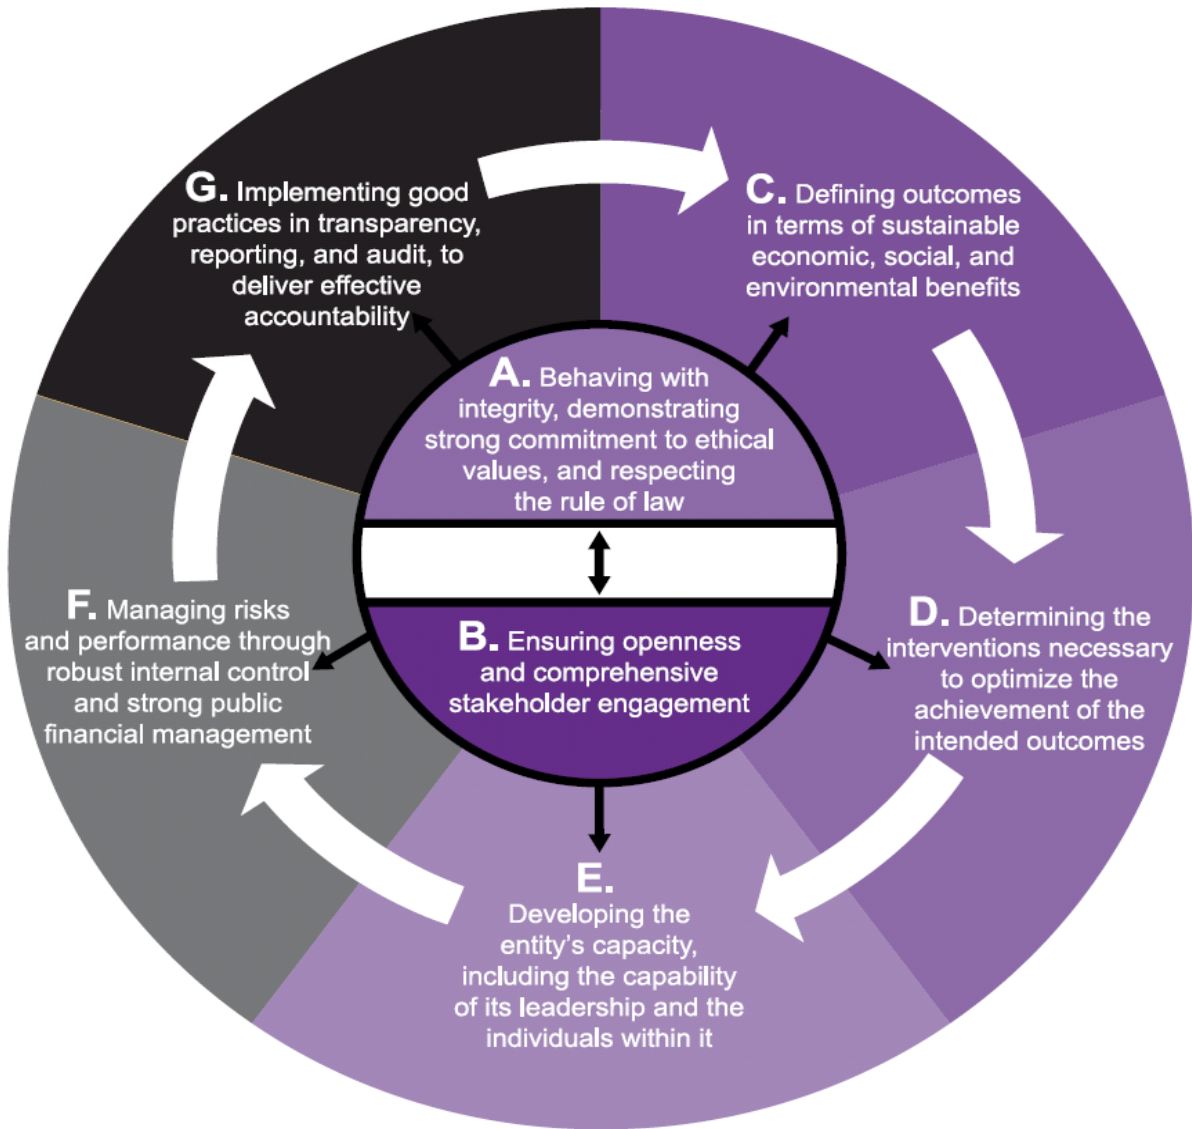 A. Behaving with
integrity, demonstrating
strong commitment to ethical
values, and respecting
the rule of law
B. Ensuring openness
and comprehensive
stakeholder engagement
C. Defining outcomes
in terms of sustainable
economic, social, and
environmental benefits
D. Determining the
interventions necessary
to optimize the
achievement of the
intended outcomes
E.
Developing the
entity's capacity,
including the capability
of its leadership and the
individuals within it
F. Managing risks
and performance through
robust internal control
and strong public
financial management
G. Implementing good
practices in transparency,
reporting, and audit, to
deliver effective
accountability